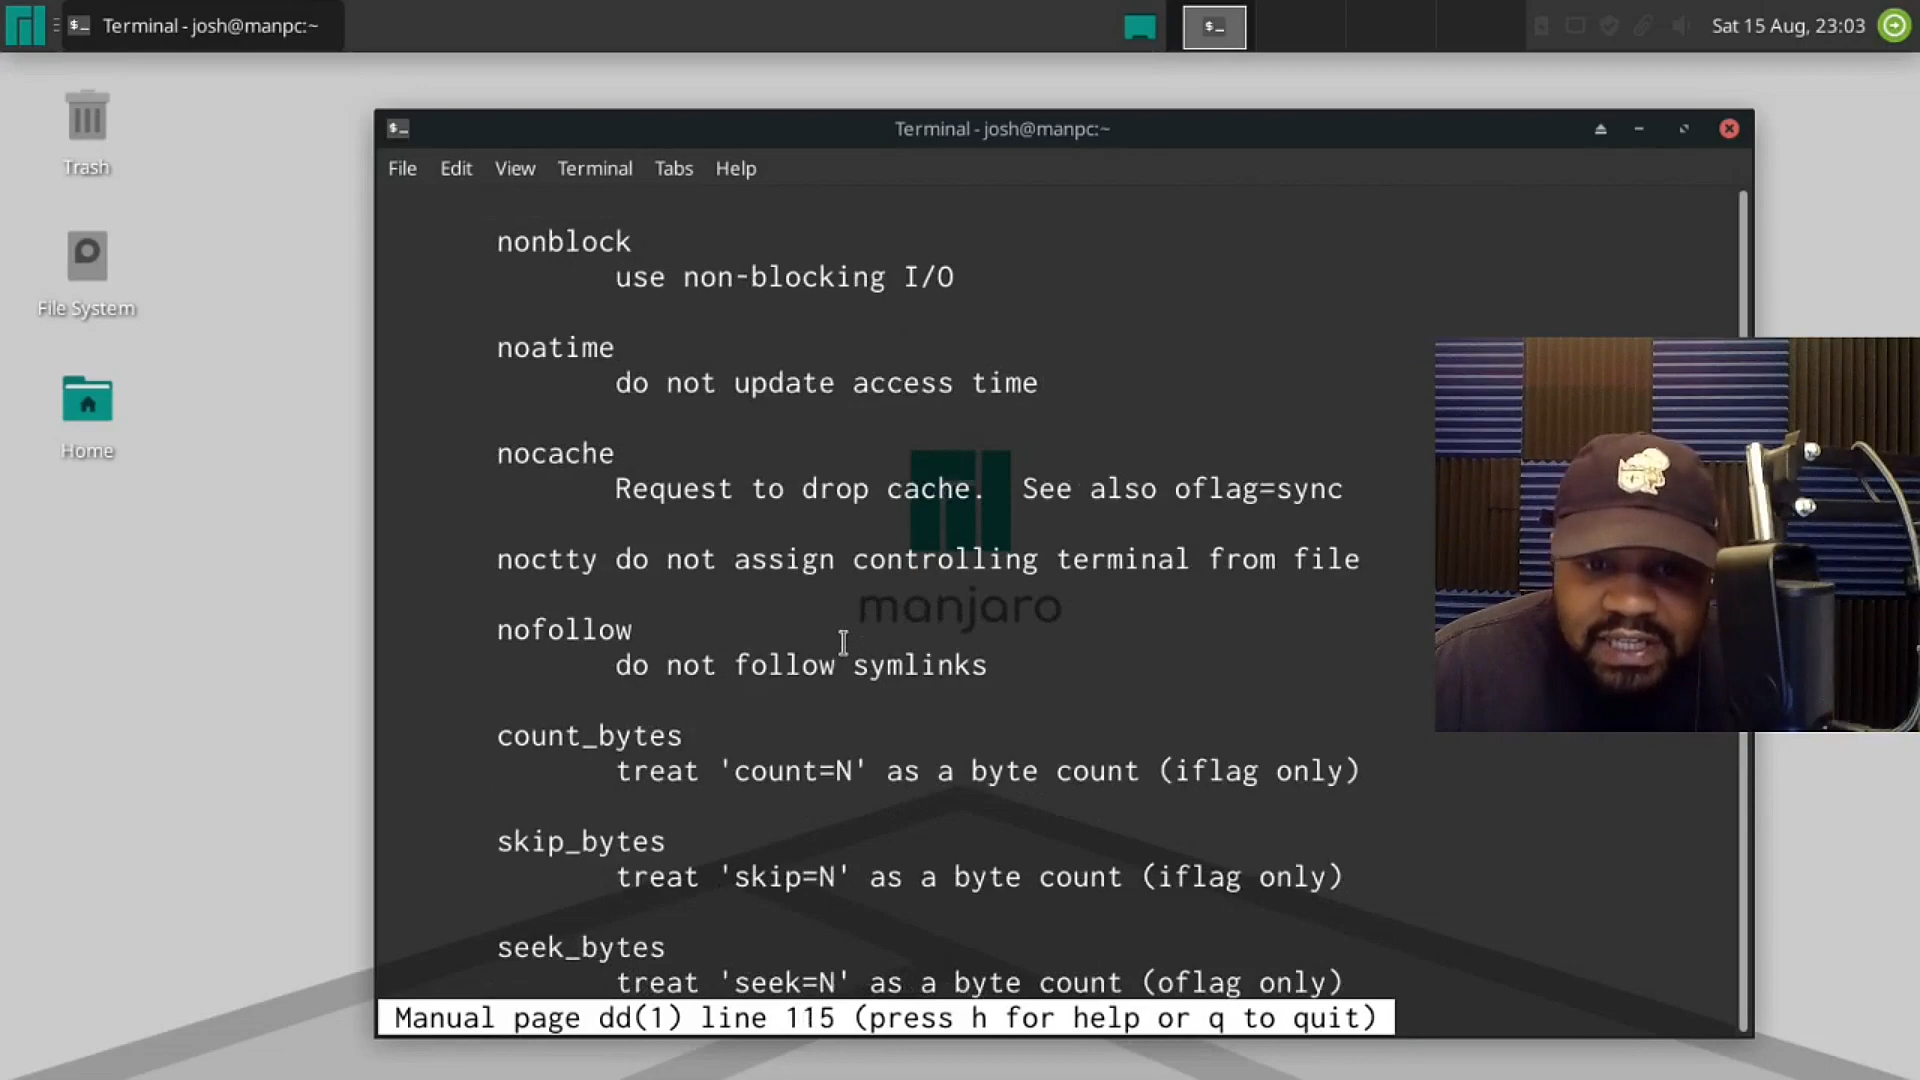 Terminal - josh@manpc:~
Sat 15 Aug, 23:03
Trash
File System
Home
Terminal - josh@manpc:~
File Edit View Terminal Tabs Help
nonblock
use non-blocking I/O
noatime
do not update access time
nocache
Request to drop cache.  See also oflag=sync
noctty do not assign controlling terminal from file
manjaro
nofollow
do not follow symlinks
count_bytes
treat 'count=N' as a byte count (iflag only)
skip_bytes
treat 'skip=N' as a byte count (iflag only)
seek_bytes
treat 'seek=N' as a byte count (oflag only)
Manual page dd(1) line 115 (press h for help or q to quit)